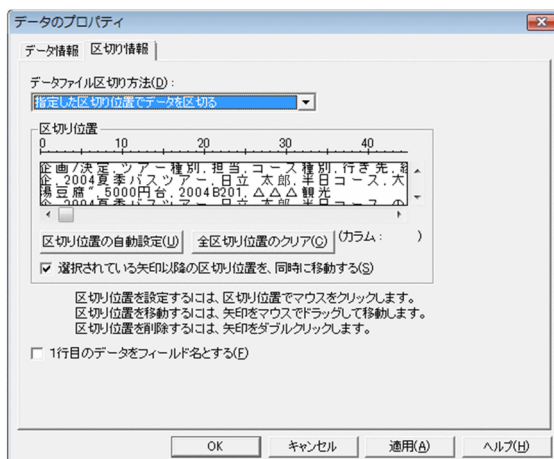 データのプロパティ
データ情報 区切り情報
データファイル区切り方法(D):
指定した区切り位置でデータを区切る
区切り位置
0 10 20 30 40
企画/決定,ツアー種別,担当,コース種別,行き先,
企,2004夏季バスツアー,日立 太郎,半日コース,大
湯豆腐",5000円台,2004B201,△△△観光
区切り位置の自動設定(U) 全区切り位置のクリア(C) (カラム: )
選択されている矢印以降の区切り位置を、同時に移動する(S)
区切り位置を設定するには、区切り位置でマウスをクリックします。
区切り位置を移動するには、矢印をマウスでドラッグして移動します。
区切り位置を削除するには、矢印をダブルクリックします。
1行目のデータをフィールド名とする(F)
OK キャンセル 適用(A) ヘルプ(H)